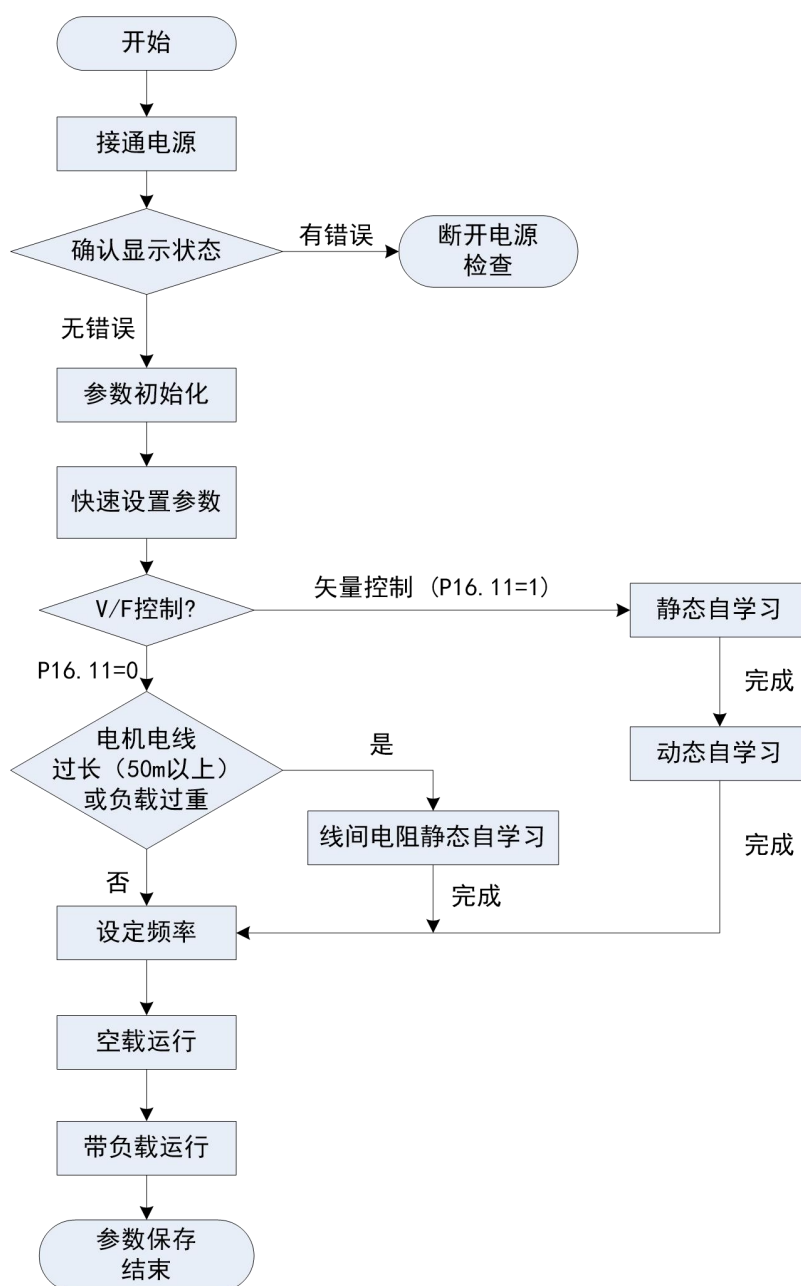 开始
接通电源
确认显示状态
有错误
断开电源
检查
无错误
参数初始化
快速设置参数
V/F控制?
矢量控制 (P16.11=1)
静态自学习
P16.11=0
完成
电机电线
过长（50m以上）
或负载过重
是
动态自学习
线间电阻静态自学习
完成
否
完成
设定频率
空载运行
带负载运行
参数保存
结束